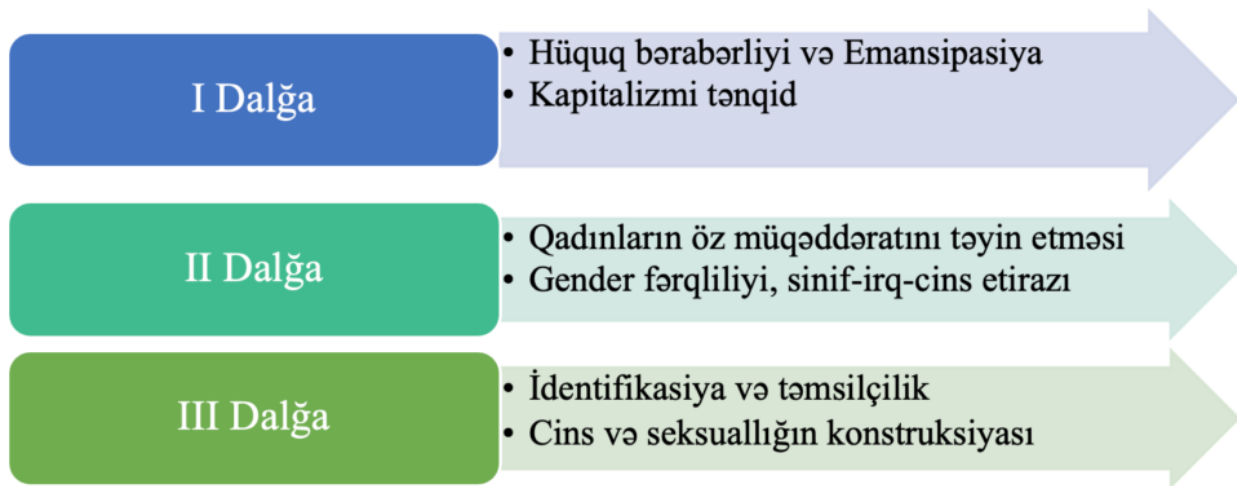 I Dalğa
• Hüquq bərabərliyi və Emansipasiya
• Kapitalizmi tənqid
II Dalğa
• Qadınların öz müqəddəratını təyin etməsi
• Gender fərqliliyi, sinif-irq-cins etirazı
III Dalğa
• İdentifikasiya və təmsilçilik
• Cins və seksuallığın konstruksiyası